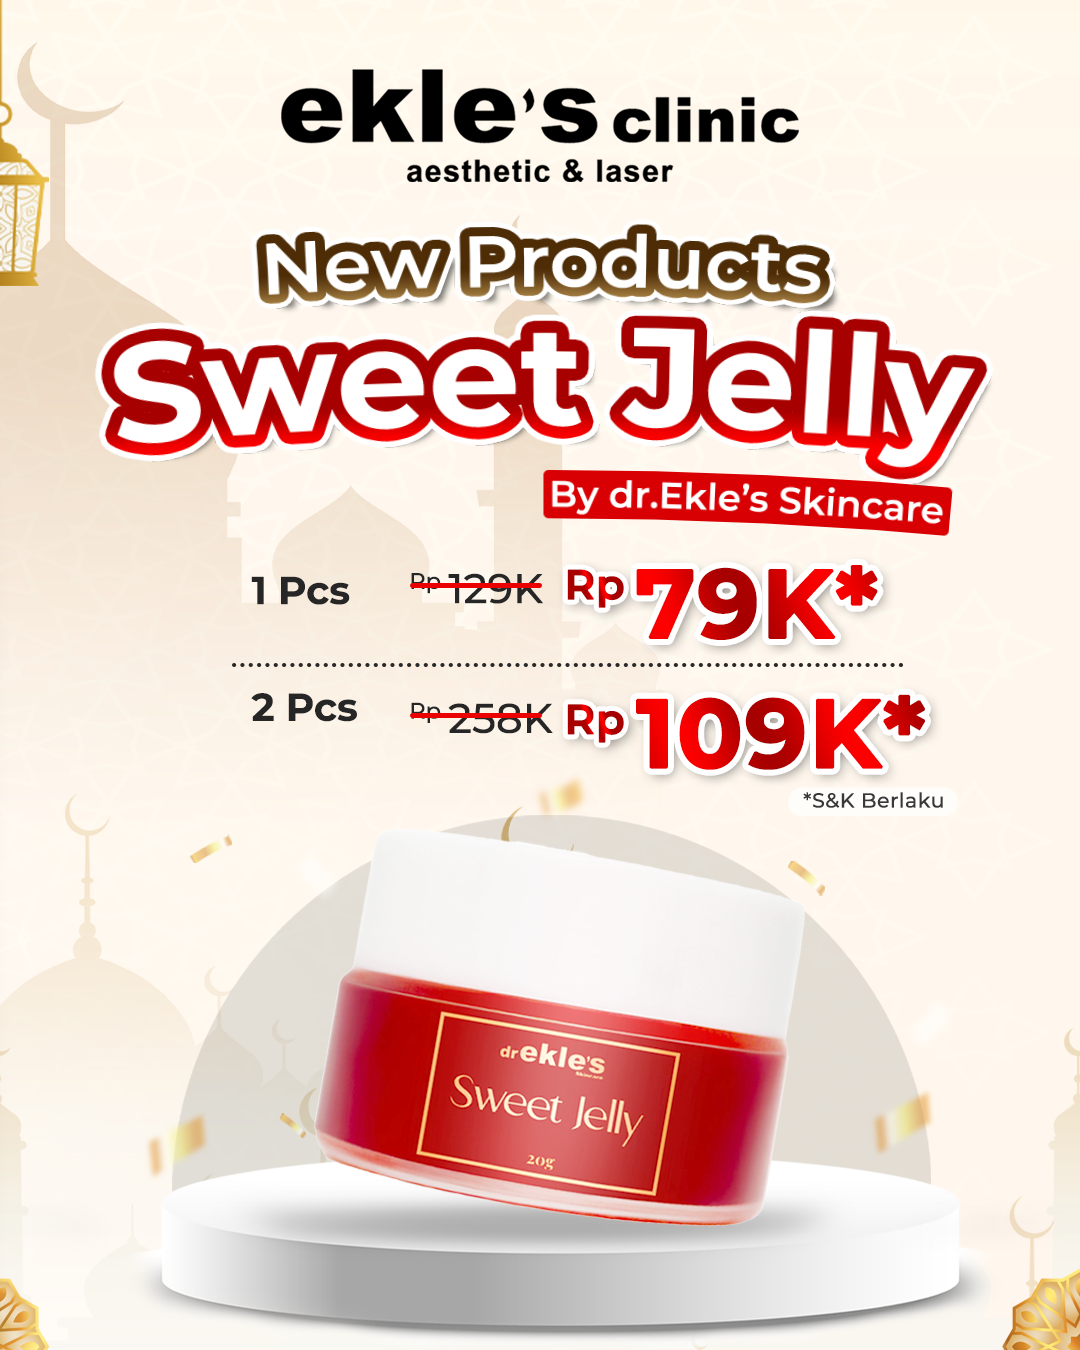 ekle's clinic
aesthetic & laser
New Products
Sweet Jelly
By dr.Ekle's Skincare
1 Pcs Rp 129K Rp 79K*
2 Pcs Rp 258K Rp 109K*
*S&K Berlaku
dr ekle's
Skincare
Sweet Jelly
20g